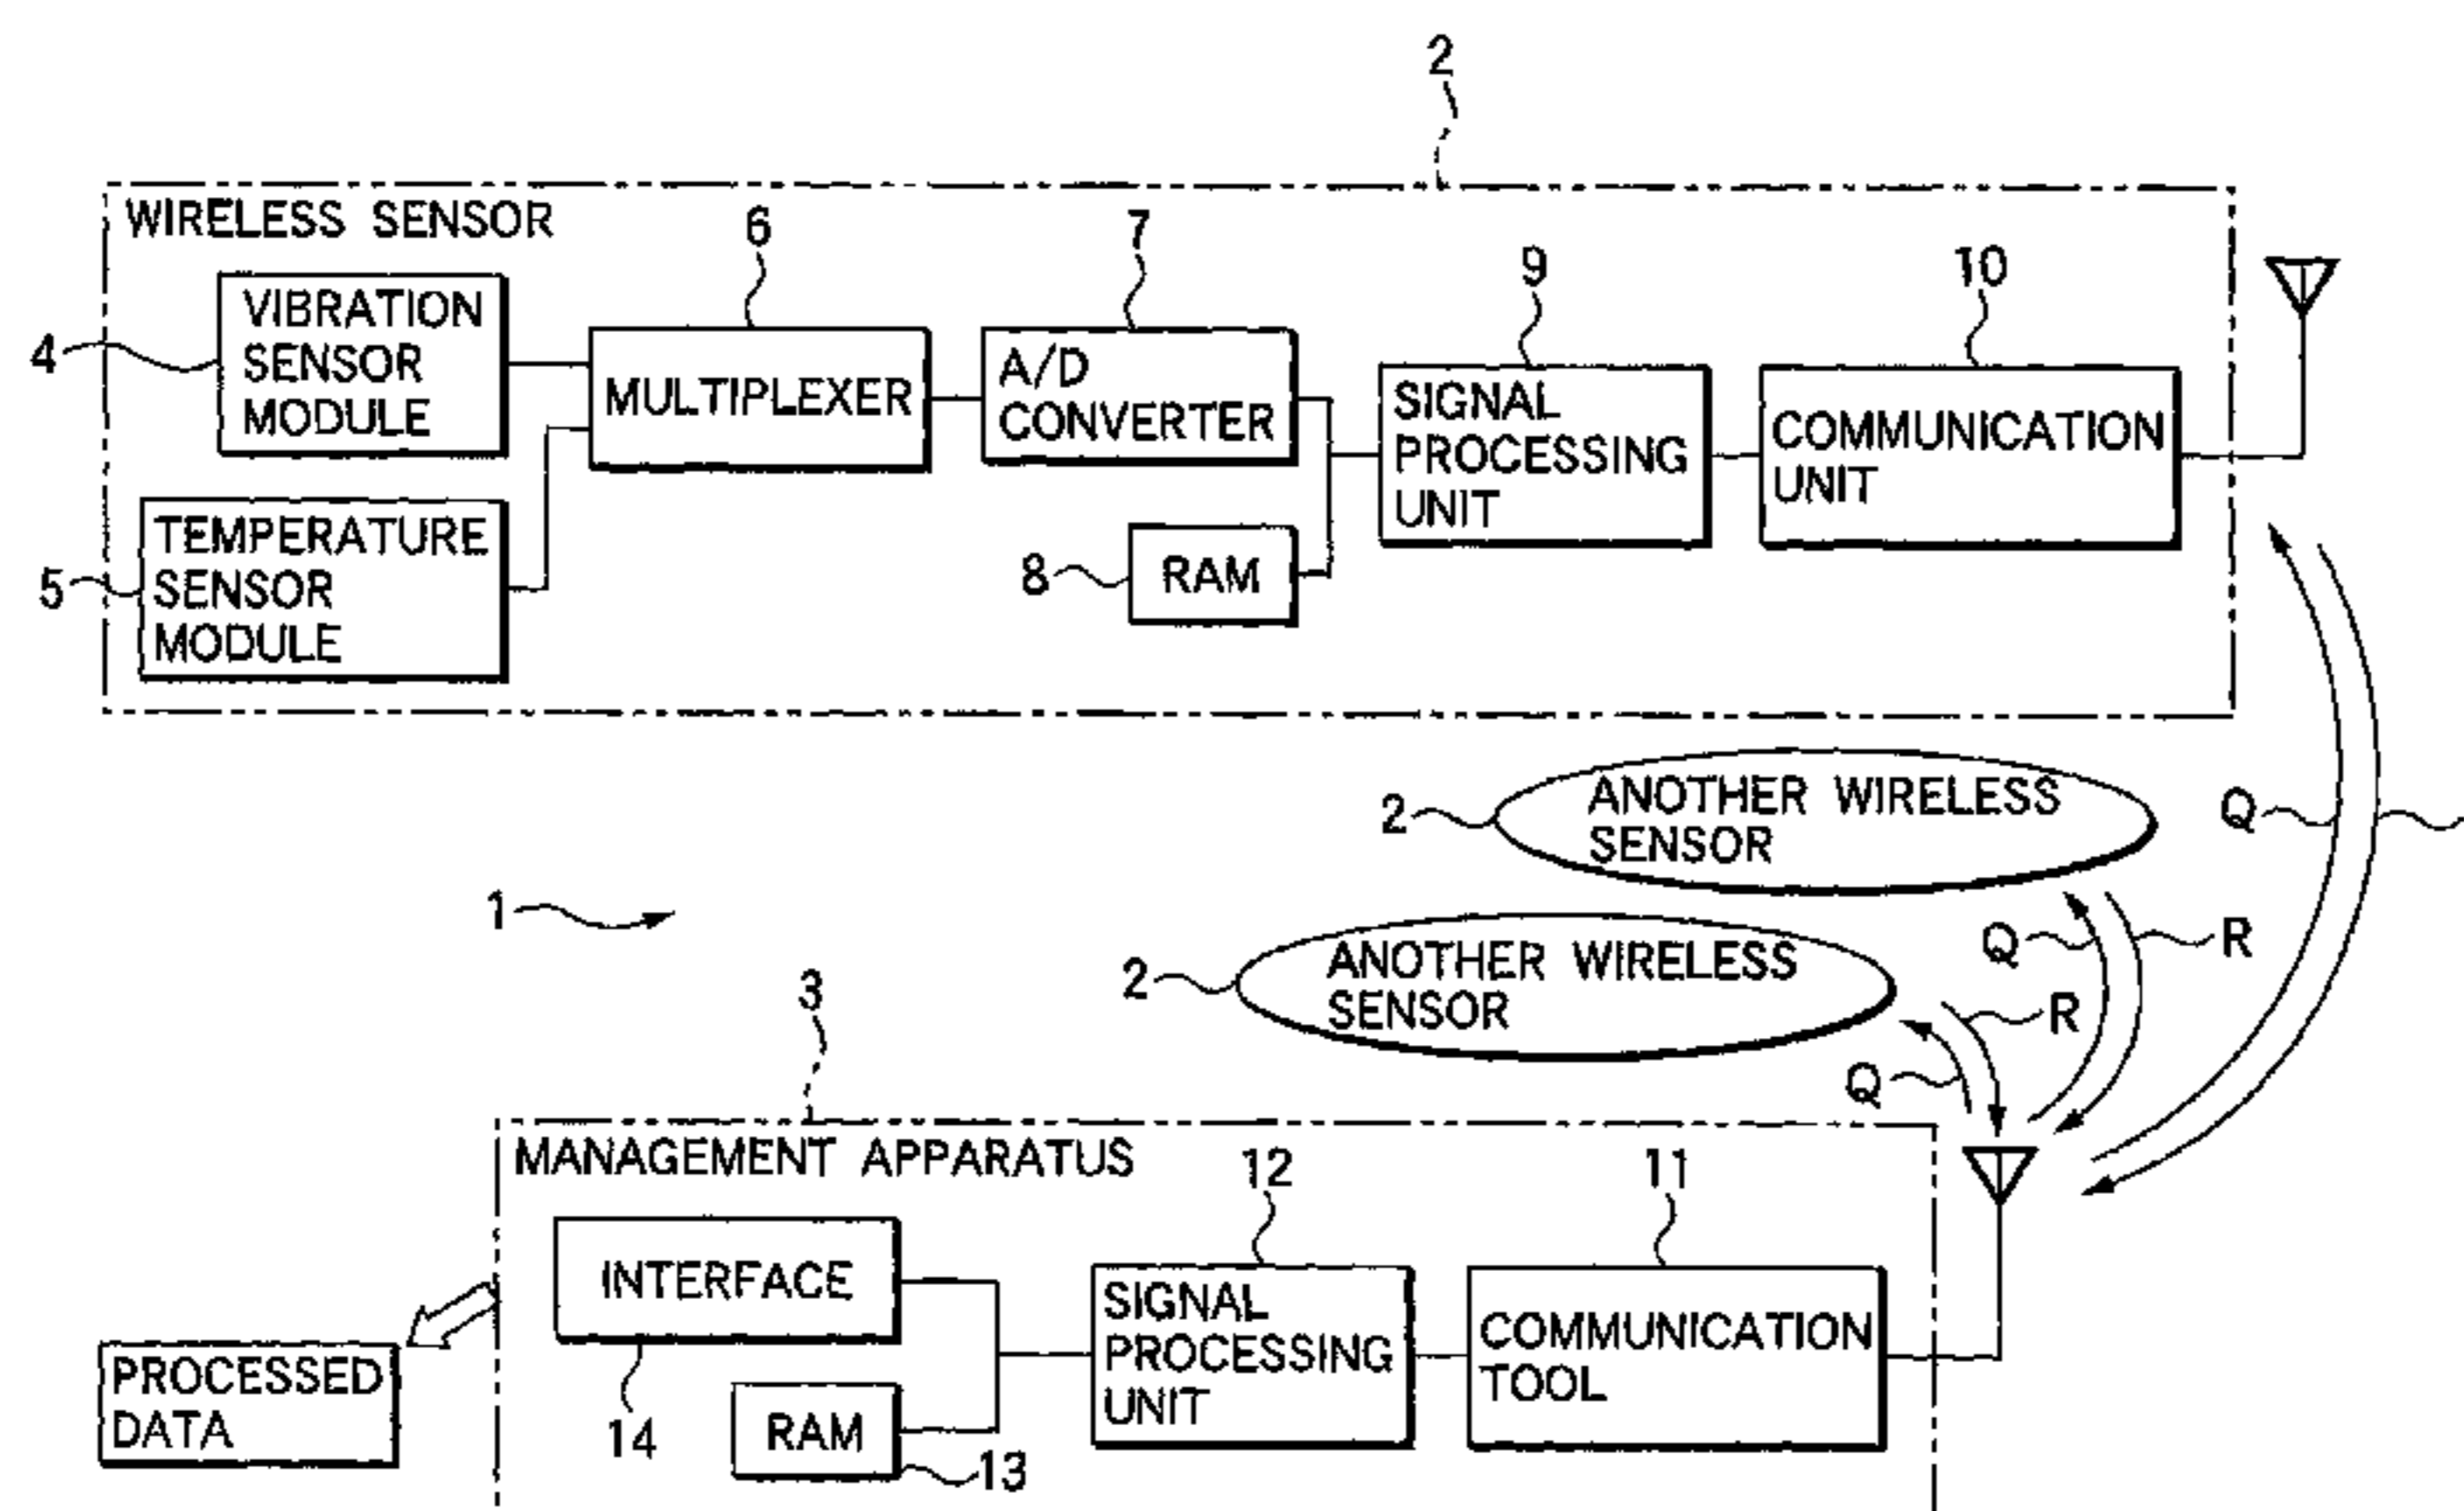 2
WIRELESS SENSOR
6
7
9
10
4
VIBRATION
SENSOR
MODULE
MULTIPLEXER
A/D
CONVERTER
SIGNAL
PROCESSING
UNIT
COMMUNICATION
UNIT
5
TEMPERATURE
SENSOR
MODULE
8
RAM
2
ANOTHER WIRELESS
SENSOR
Q
1
2
ANOTHER WIRELESS
SENSOR
Q
R
R
Q
3
MANAGEMENT APPARATUS
12
11
INTERFACE
SIGNAL
PROCESSING
UNIT
COMMUNICATION
TOOL
PROCESSED
DATA
14
RAM
13